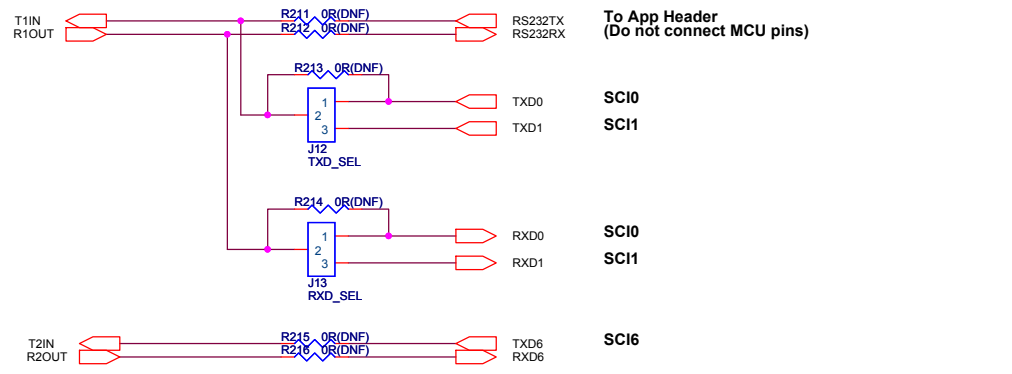 T1IN R211 0R(DNF) RS232TX To App Header
R1OUT R212 0R(DNF) RS232RX (Do not connect MCU pins)
R213 0R(DNF)
1 TXD0 SCI0
2
3 TXD1 SCI1
J12
TXD_SEL
R214 0R(DNF)
1 RXD0 SCI0
2
3 RXD1 SCI1
J13
RXD_SEL
T2IN R215 0R(DNF) TXD6 SCI6
R2OUT R216 0R(DNF) RXD6